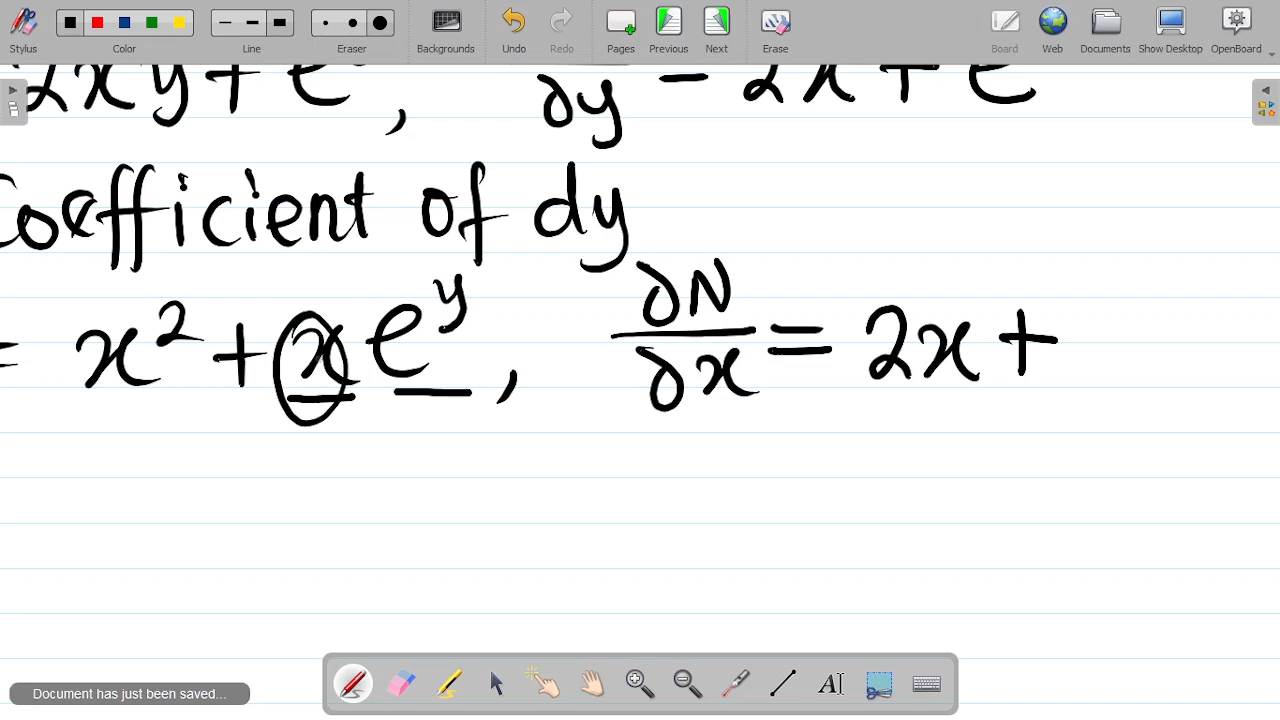 Stylus Color Line Eraser Backgrounds Undo Redo Pages Previous Next Erase Board Web Documents Show Desktop OpenBoard
2xy + e , ∂y = 2x + e
Coefficient of dy
= x² + x e^y , ∂N/∂x = 2x +
Document has just been saved...